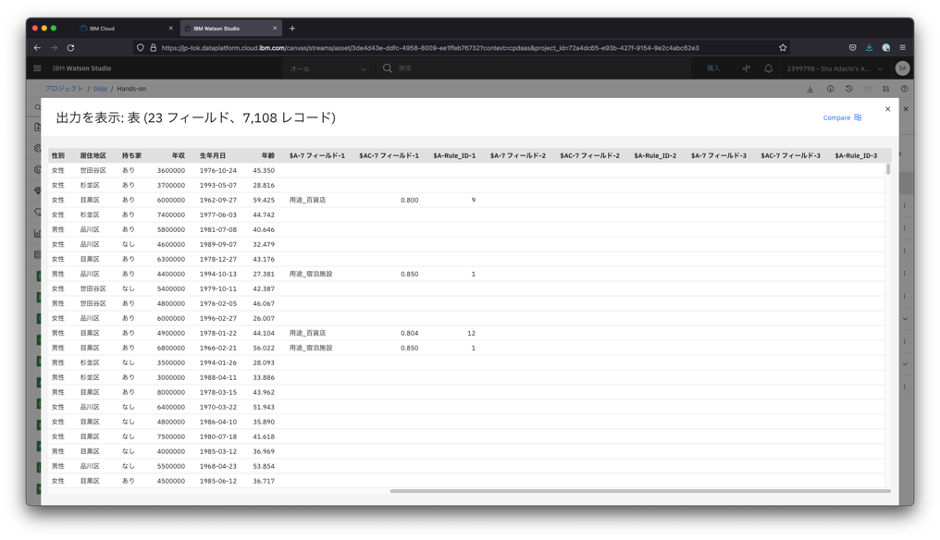 IBM Cloud × IBM Watson Studio × +
https://jp-tok.dataplatform.cloud.ibm.com/canvas/streams/asset/3de4d43e-ddfc-4958-8009-ee1ffeb76732?context=cpdaas&project_id=72a4dc65-e93b-427f-9154-9e2c4abc62e3
IBM Watson Studio オール 検索 購入 2399798 - Shu Adachi's A... SA
プロジェクト / Dojo / Hands-on
出力を表示: 表 (23 フィールド、7,108 レコード)
Compare
性別 居住地区 持ち家 年収 生年月日 年齢 $A-7 フィールド-1 $AC-7 フィールド-1 $A-Rule_ID-1 $A-7 フィールド-2 $AC-7 フィールド-2 $A-Rule_ID-2 $A-7 フィールド-3 $AC-7 フィールド-3 $A-Rule_ID-3
女性 世田谷区 あり 3600000 1976-10-24 45.350
女性 杉並区 あり 3700000 1993-05-07 28.816
女性 目黒区 あり 6000000 1962-09-27 59.425 用途_百貨店 0.800 9
女性 杉並区 あり 7400000 1977-06-03 44.742
男性 品川区 あり 5800000 1981-07-08 40.646
女性 品川区 なし 4600000 1989-09-07 32.479
女性 目黒区 あり 6300000 1978-12-27 43.176
男性 品川区 あり 4400000 1994-10-13 27.381 用途_宿泊施設 0.850 1
女性 世田谷区 なし 5400000 1979-10-11 42.387
男性 世田谷区 あり 4800000 1976-02-05 46.067
女性 品川区 あり 6000000 1996-02-27 26.007
男性 目黒区 あり 4900000 1978-01-22 44.104 用途_百貨店 0.804 12
男性 目黒区 あり 6800000 1966-02-21 56.022 用途_宿泊施設 0.850 1
男性 杉並区 なし 3500000 1994-01-26 28.093
男性 杉並区 あり 3000000 1988-04-11 33.886
男性 目黒区 あり 8000000 1978-03-15 43.962
女性 品川区 なし 6400000 1970-03-22 51.943
女性 目黒区 なし 4800000 1986-04-10 35.890
女性 目黒区 なし 7500000 1980-07-18 41.618
男性 目黒区 なし 4000000 1985-03-12 36.969
男性 品川区 なし 5500000 1968-04-23 53.854
女性 目黒区 あり 4500000 1985-06-12 36.717